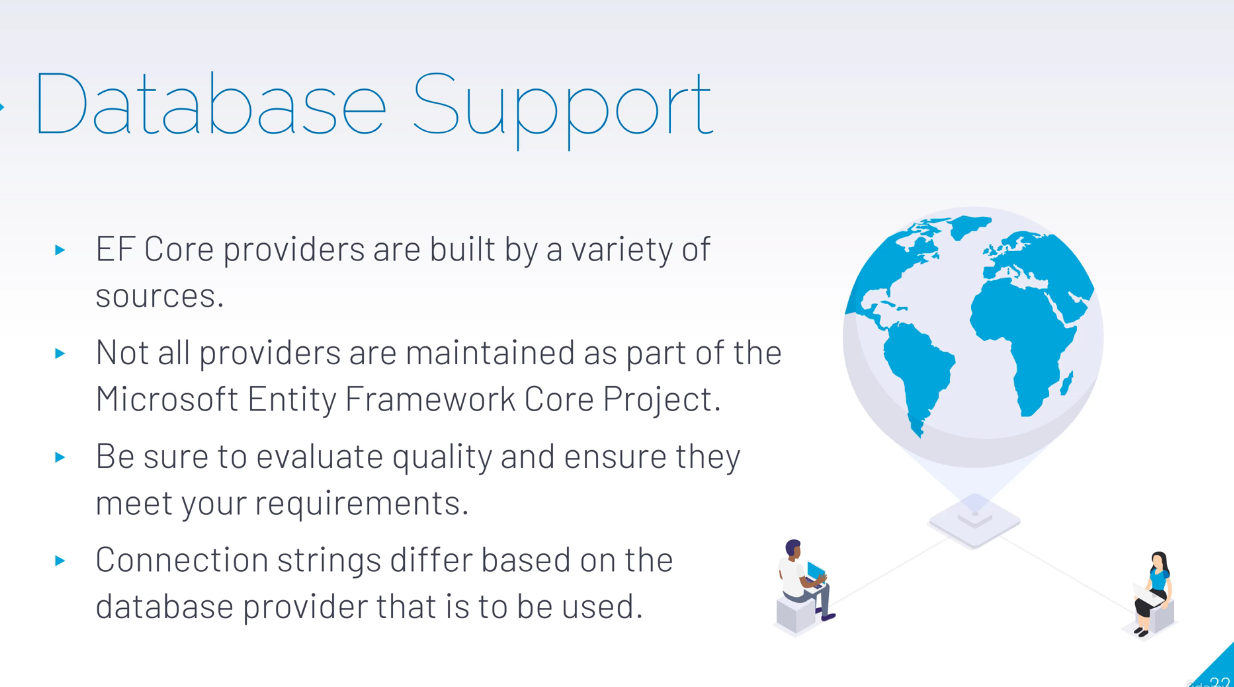 Database Support
EF Core providers are built by a variety of
sources.
Not all providers are maintained as part of the
Microsoft Entity Framework Core Project.
Be sure to evaluate quality and ensure they
meet your requirements.
Connection strings differ based on the
database provider that is to be used.
22